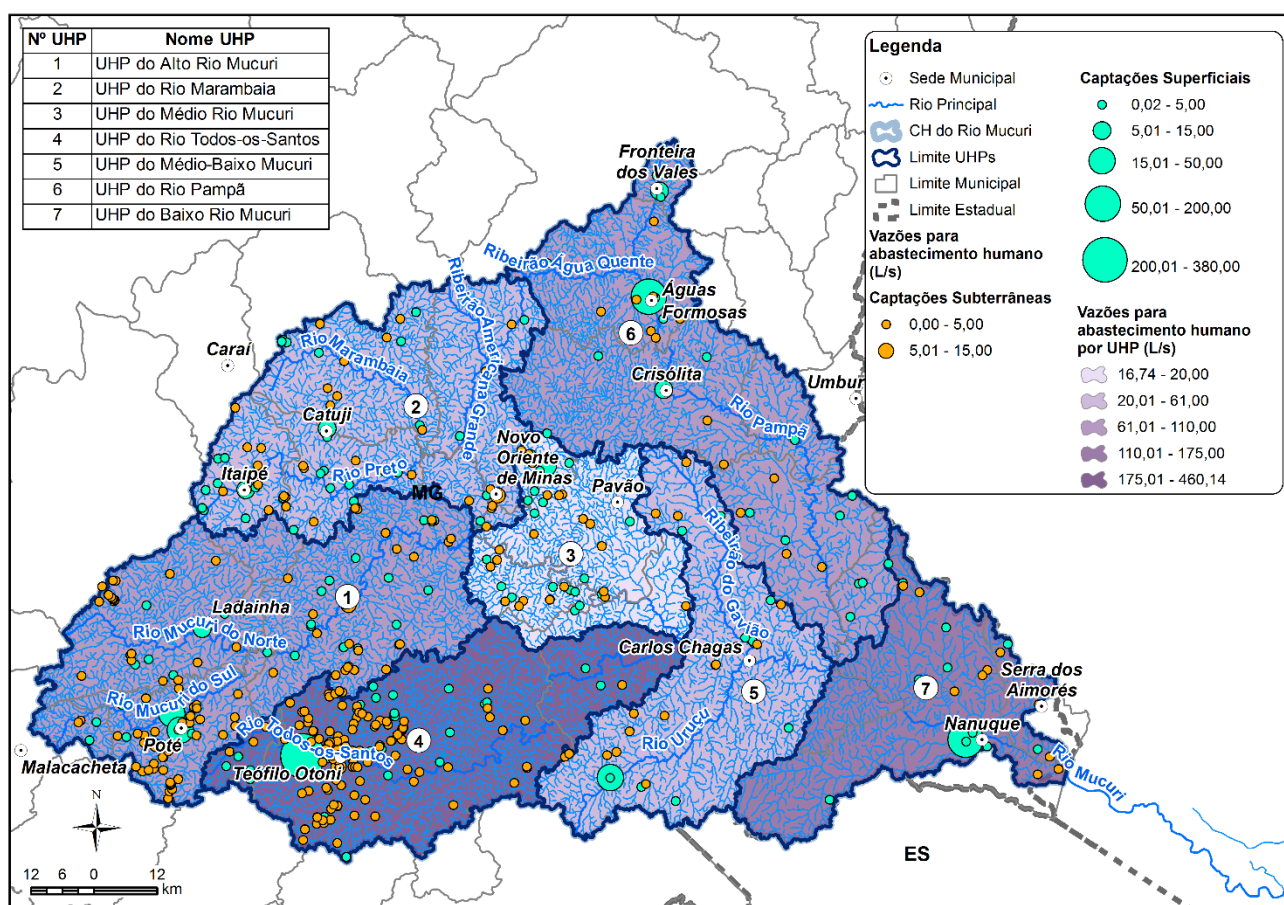 Nº UHP Nome UHP
1 UHP do Alto Rio Mucuri
2 UHP do Rio Marambaia
3 UHP do Médio Rio Mucuri
4 UHP do Rio Todos-os-Santos
5 UHP do Médio-Baixo Mucuri
6 UHP do Rio Pampã
7 UHP do Baixo Rio Mucuri
Legenda
Sede Municipal
Rio Principal
CH do Rio Mucuri
Limite UHPs
Limite Municipal
Limite Estadual
Vazões para
abastecimento humano
(L/s)
Captações Subterrâneas
0,00 - 5,00
5,01 - 15,00
Captações Superficiais
0,02 - 5,00
5,01 - 15,00
15,01 - 50,00
50,01 - 200,00
200,01 - 380,00
Vazões para
abastecimento humano
por UHP (L/s)
16,74 - 20,00
20,01 - 61,00
61,01 - 110,00
110,01 - 175,00
175,01 - 460,14
Fronteira
dos Vales
Ribeirão Água Quente
Ribeirão Americana Grande
Águas
Formosas
6
Caraí
Rio Marambaia
Crisólita
Umbur
2
Catuji
Rio Pampã
Novo
Oriente
de Minas
Itaipé
Rio Preto
MG
Pavão
Ribeirão do Gavião
3
1
Ladainha
Rio Mucuri do Norte
Carlos Chagas
Serra dos
Aimorés
5
7
Rio Mucuri do Sul
Nanuque
Poté
Rio Todos-os-Santos
4
Rio Uruçu
Malacacheta
Teófilo Otoni
Rio Mucuri
N
ES
12 6 0 12
km